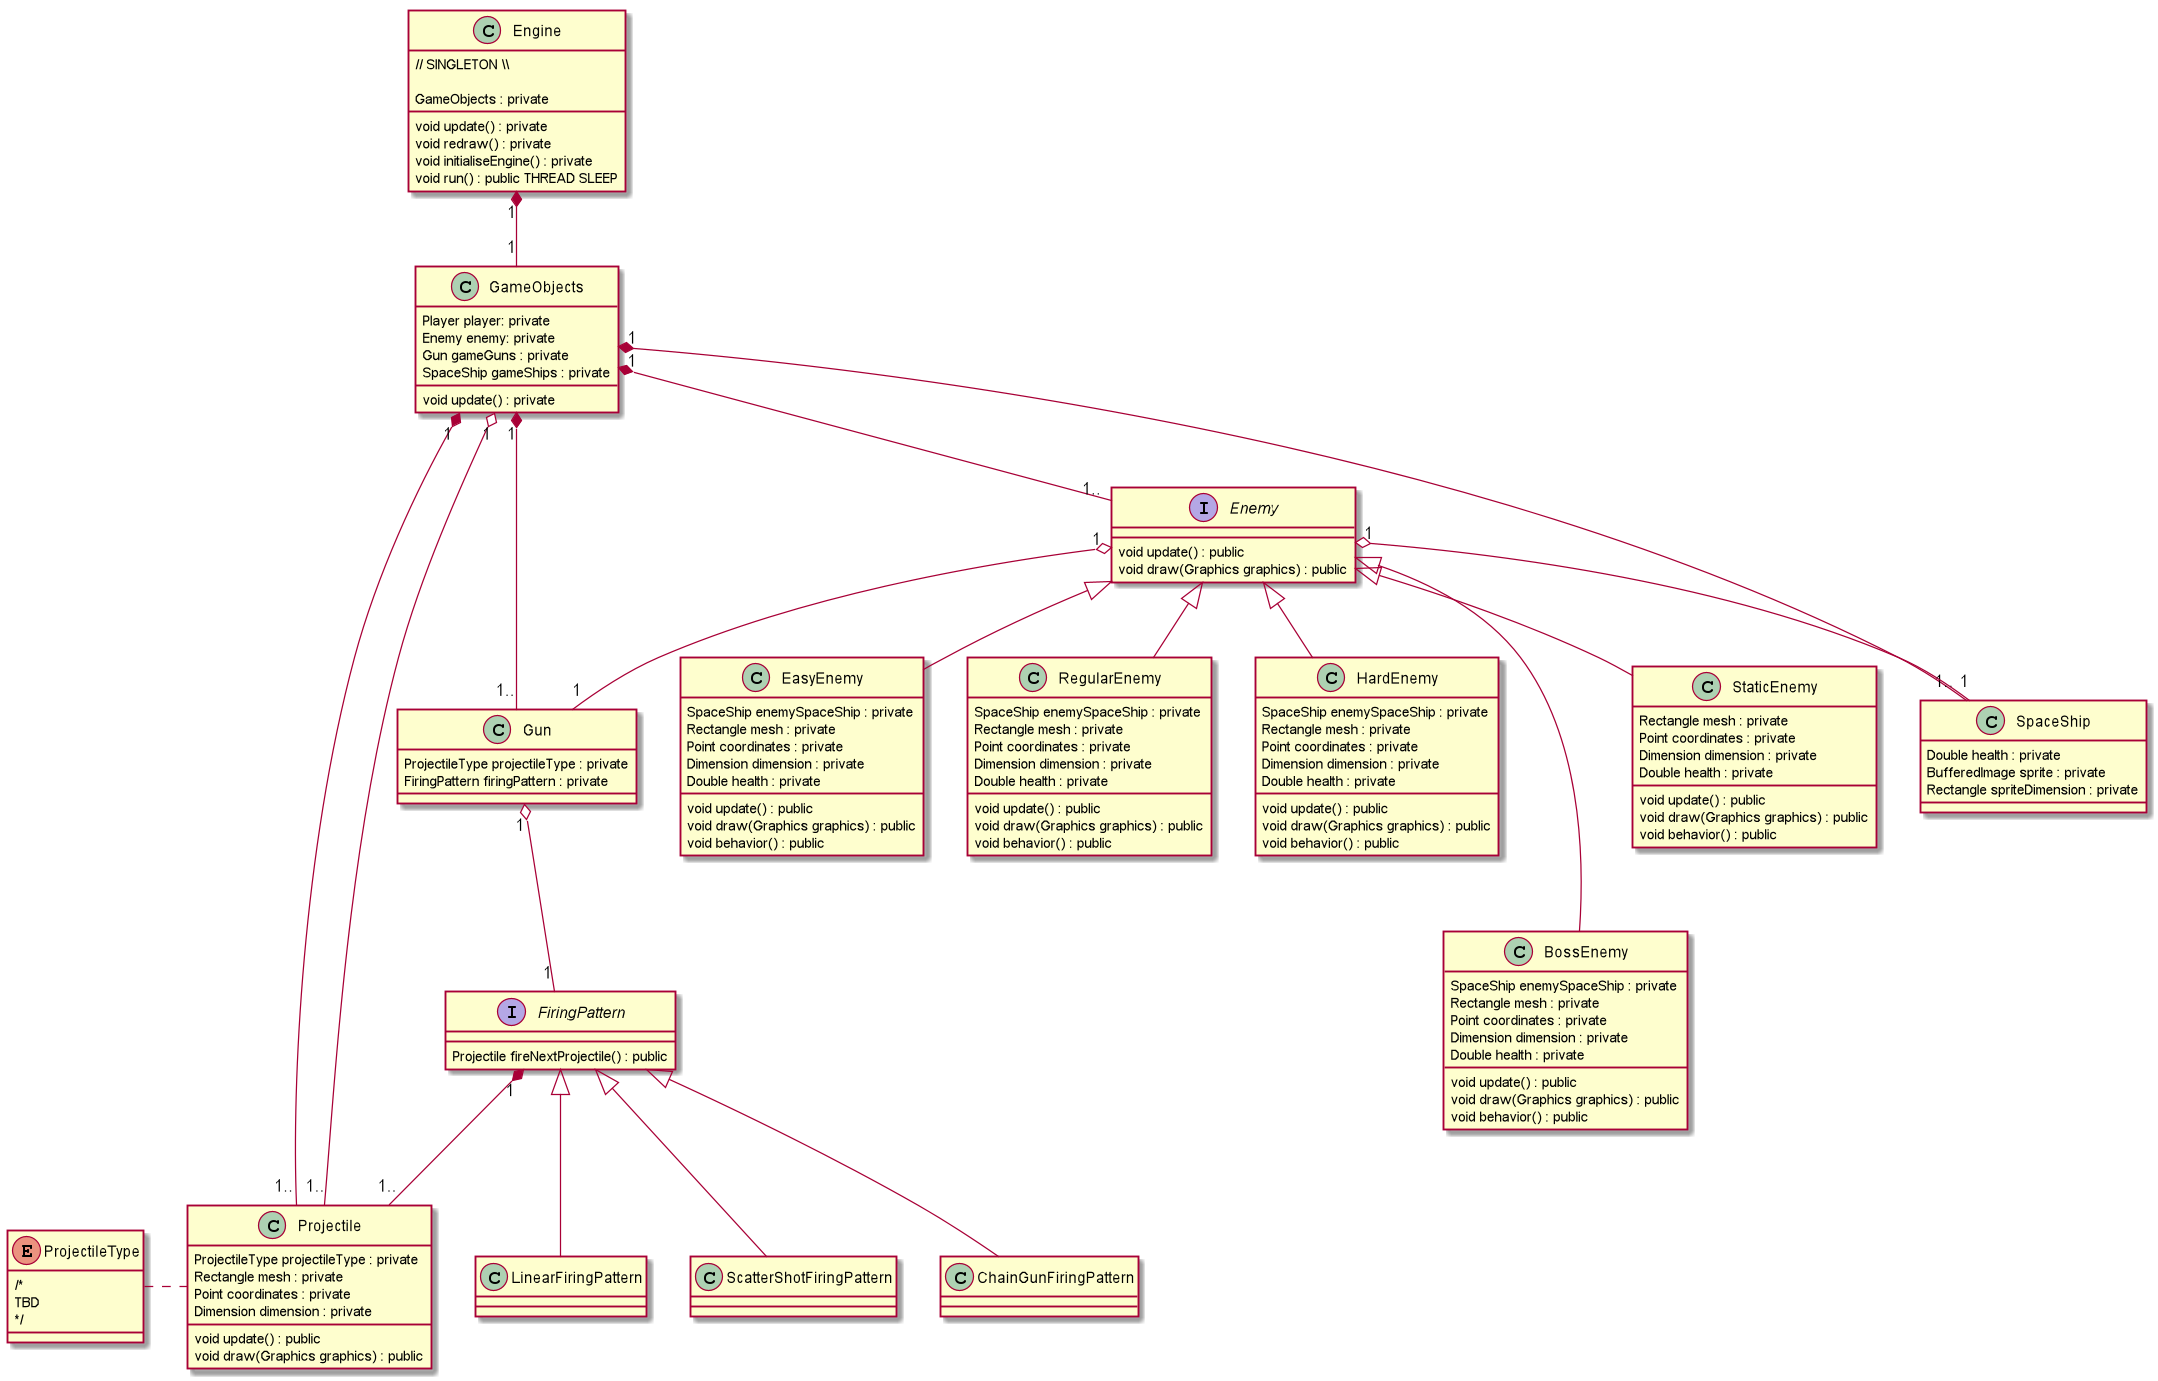 C Engine
// SINGLETON \\
GameObjects : private
void update() : private
void redraw() : private
void initialiseEngine() : private
void run() : public THREAD SLEEP
1
1
C GameObjects
Player player: private
Enemy enemy: private
Gun gameGuns : private
SpaceShip gameShips : private
void update() : private
1
1
1
1
1
1..
I Enemy
void update() : public
void draw(Graphics graphics) : public
1
1
1..
1
C Gun
ProjectileType projectileType : private
FiringPattern firingPattern : private
1
C EasyEnemy
SpaceShip enemySpaceShip : private
Rectangle mesh : private
Point coordinates : private
Dimension dimension : private
Double health : private
void update() : public
void draw(Graphics graphics) : public
void behavior() : public
C RegularEnemy
SpaceShip enemySpaceShip : private
Rectangle mesh : private
Point coordinates : private
Dimension dimension : private
Double health : private
void update() : public
void draw(Graphics graphics) : public
void behavior() : public
C HardEnemy
SpaceShip enemySpaceShip : private
Rectangle mesh : private
Point coordinates : private
Dimension dimension : private
Double health : private
void update() : public
void draw(Graphics graphics) : public
void behavior() : public
C StaticEnemy
Rectangle mesh : private
Point coordinates : private
Dimension dimension : private
Double health : private
void update() : public
void draw(Graphics graphics) : public
void behavior() : public
1..
1
C SpaceShip
Double health : private
BufferedImage sprite : private
Rectangle spriteDimension : private
C BossEnemy
SpaceShip enemySpaceShip : private
Rectangle mesh : private
Point coordinates : private
Dimension dimension : private
Double health : private
void update() : public
void draw(Graphics graphics) : public
void behavior() : public
1
I FiringPattern
Projectile fireNextProjectile() : public
1
1..
1..
1..
E ProjectileType
/*
TBD
*/
C Projectile
ProjectileType projectileType : private
Rectangle mesh : private
Point coordinates : private
Dimension dimension : private
void update() : public
void draw(Graphics graphics) : public
C LinearFiringPattern
C ScatterShotFiringPattern
C ChainGunFiringPattern